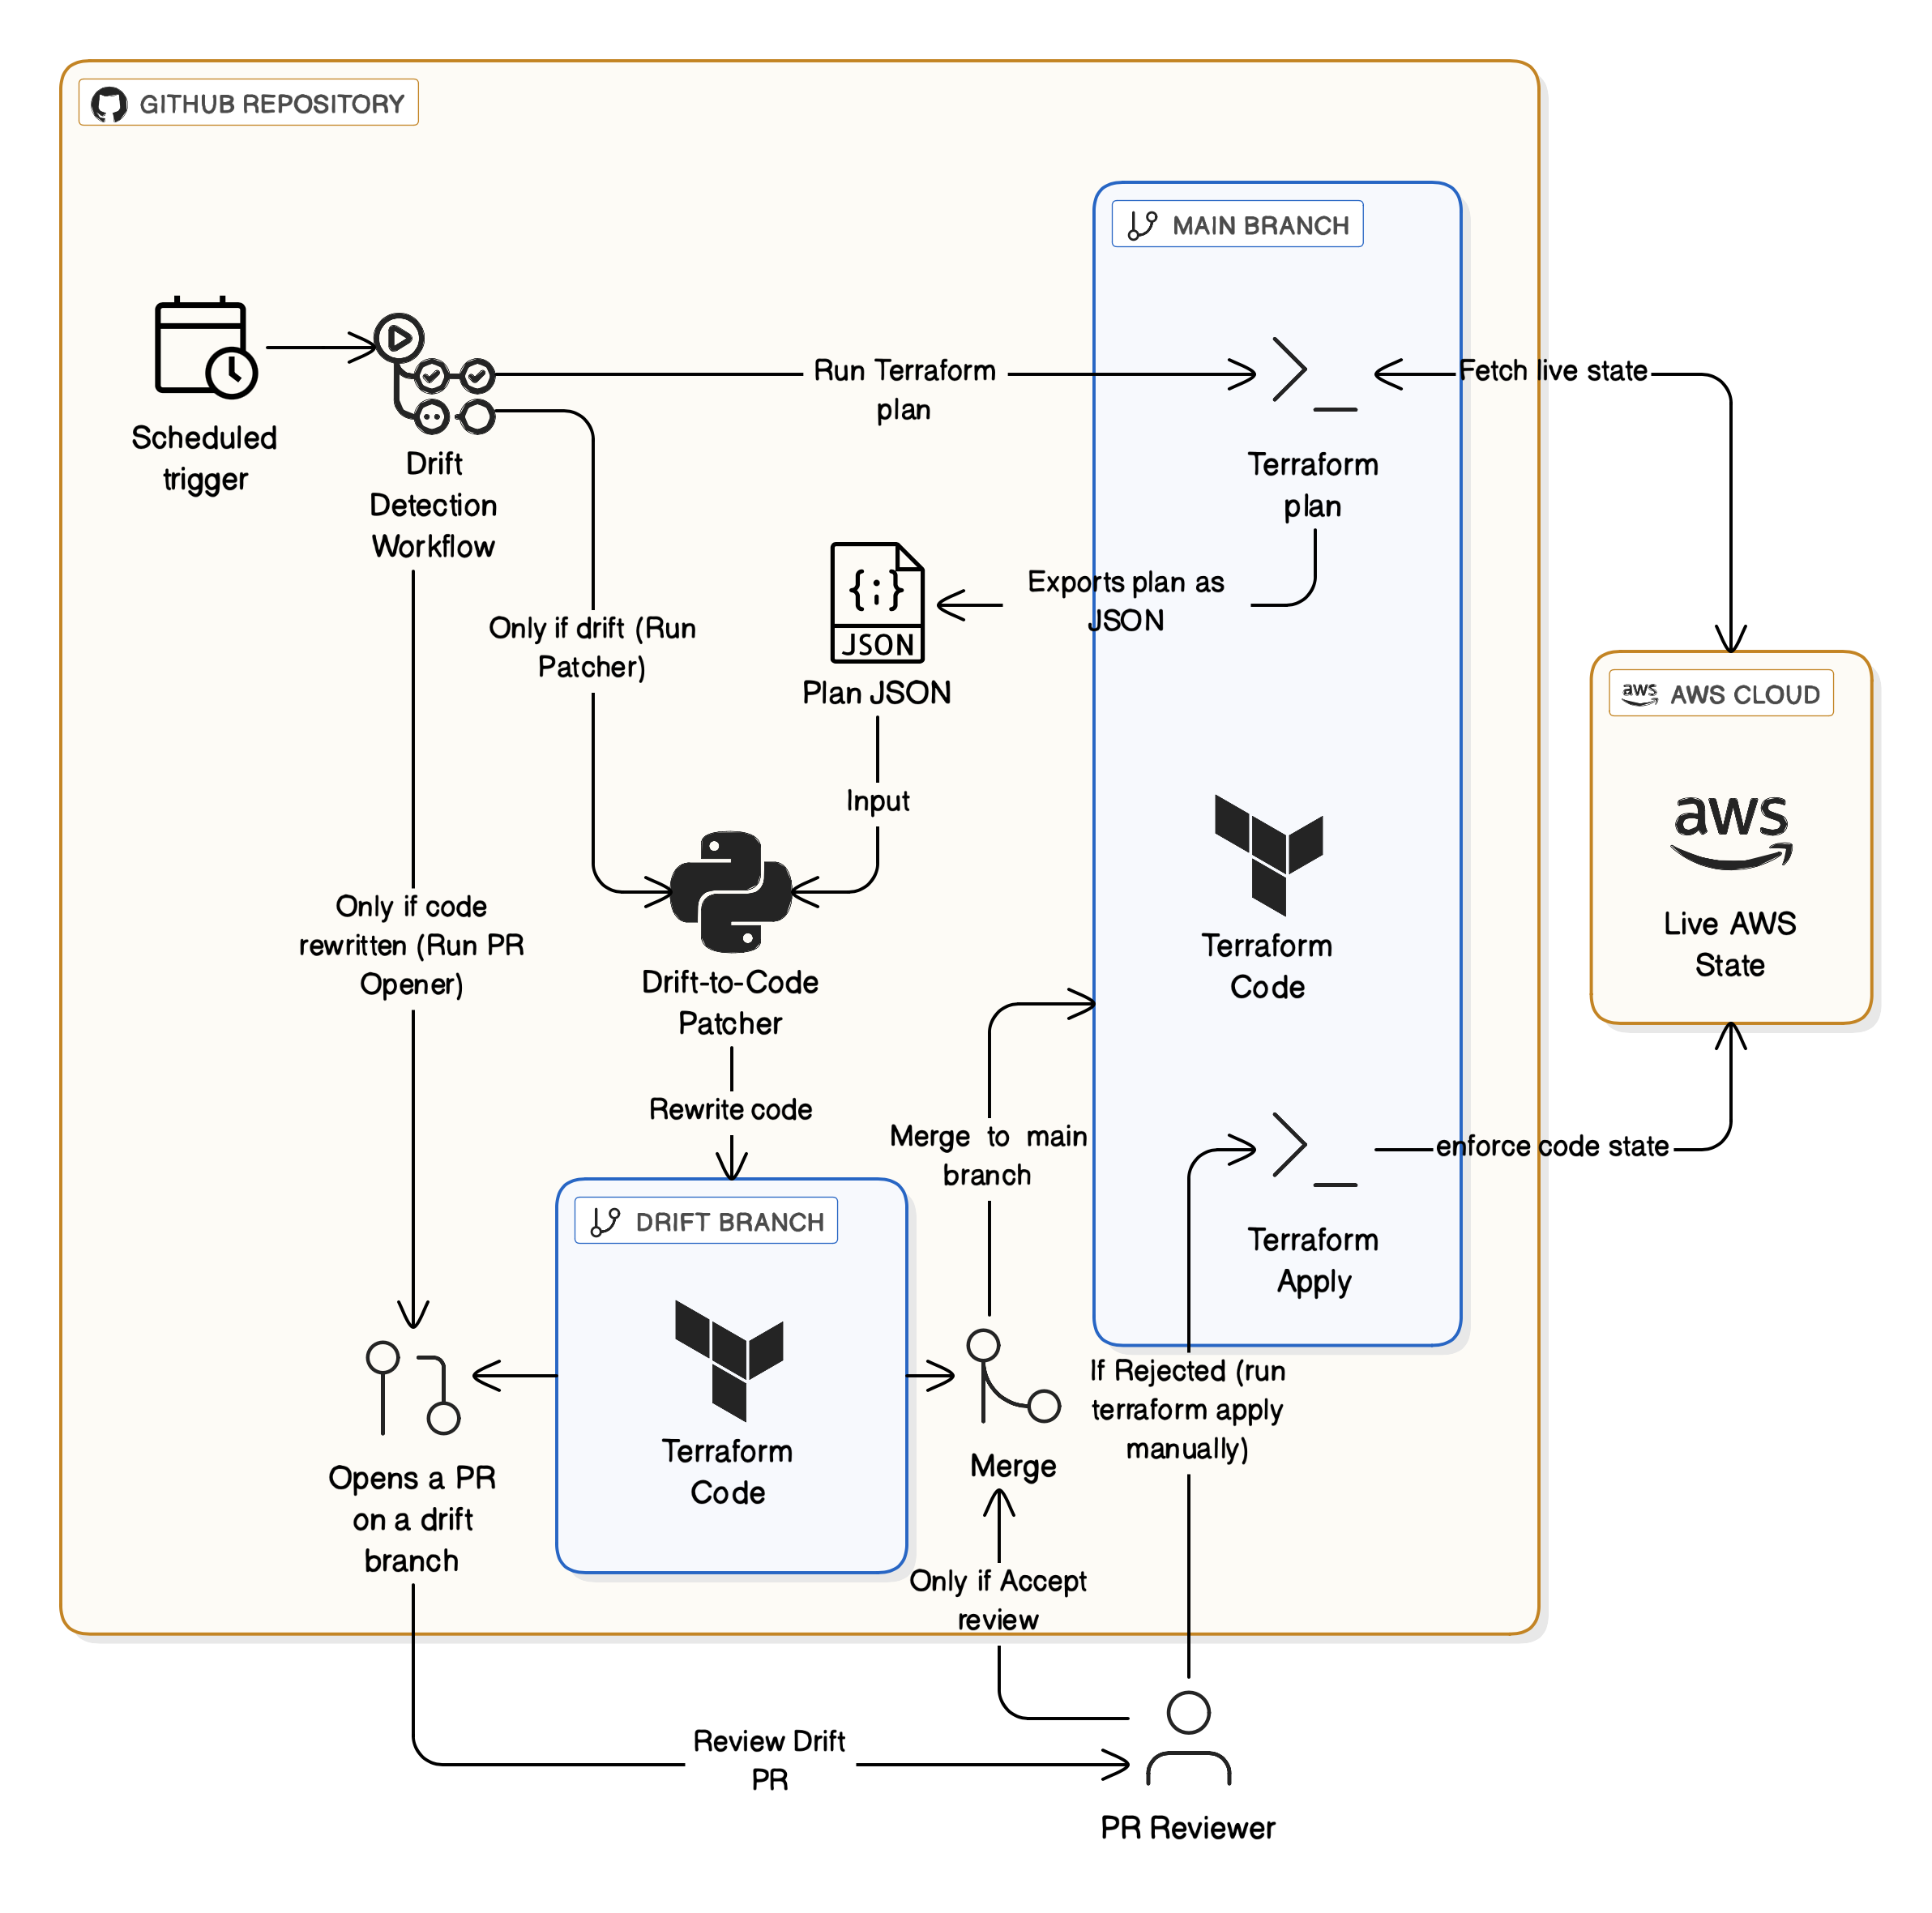 GITHUB REPOSITORY
MAIN BRANCH
Scheduled
trigger
Drift
Detection
Workflow
Run Terraform
plan
Terraform
plan
Fetch live state
Only if drift (Run
Patcher)
{;}
JSON
Plan JSON
Exports plan as
JSON
aws AWS CLOUD
aws
Live AWS
State
Input
Terraform
Code
Only if code
rewritten (Run PR
Opener)
Drift-to-Code
Patcher
Rewrite code
Merge to main
branch
enforce code state
Terraform
Apply
DRIFT BRANCH
Terraform
Code
Merge
If Rejected (run
terraform apply
manually)
Opens a PR
on a drift
branch
Only if Accept
review
Review Drift
PR
PR Reviewer